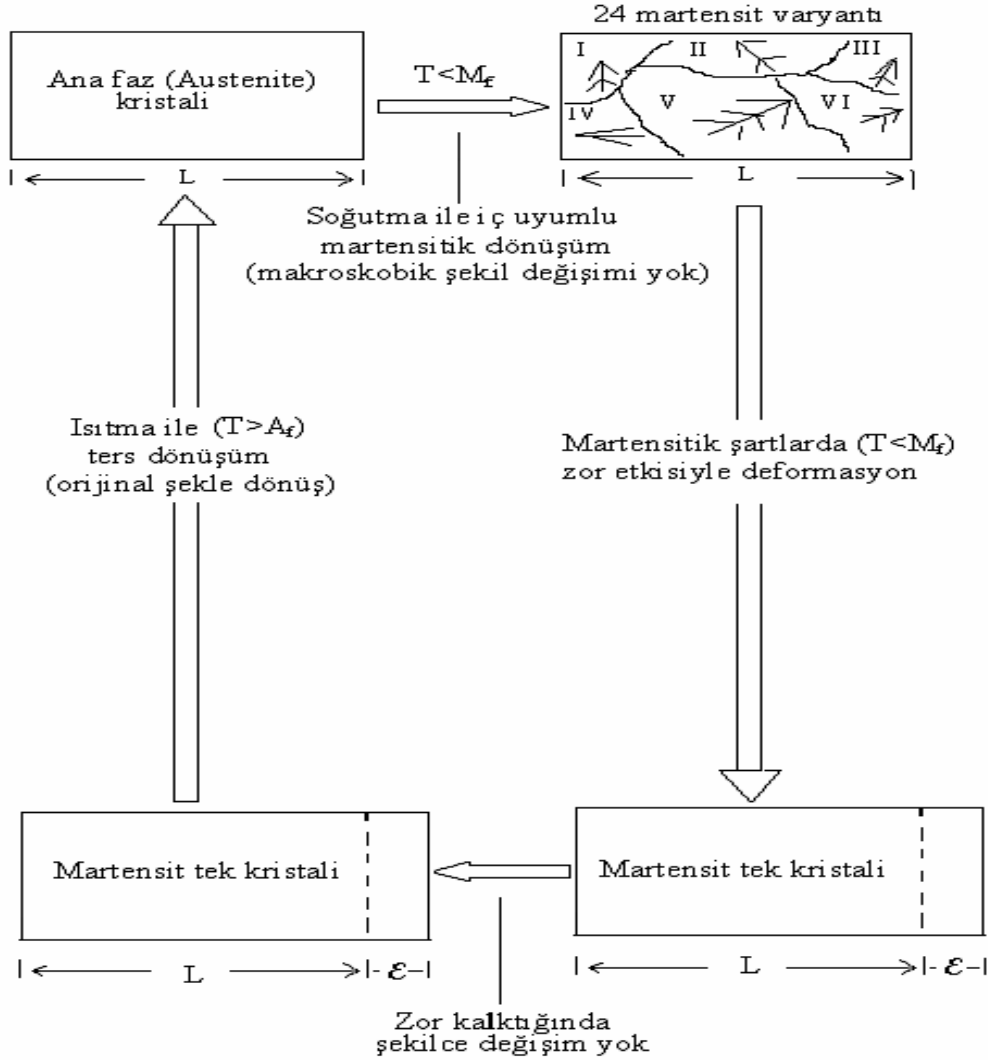 24 martensit varyantı
Ana faz (Austenite)
kristali
T<Mf
I II III
IV V VI
L
L
Soğutma ile iç uyumlu
martensitik dönüşüm
(makroskobik şekil değişimi yok)
Isıtma ile (T>Af)
ters dönüşüm
(orijinal şekle dönüş)
Martensitik şartlarda (T<Mf)
zor etkisiyle deformasyon
Martensit tek kristali
Martensit tek kristali
L ε
L ε
Zor kalktığında
şekilce değişim yok